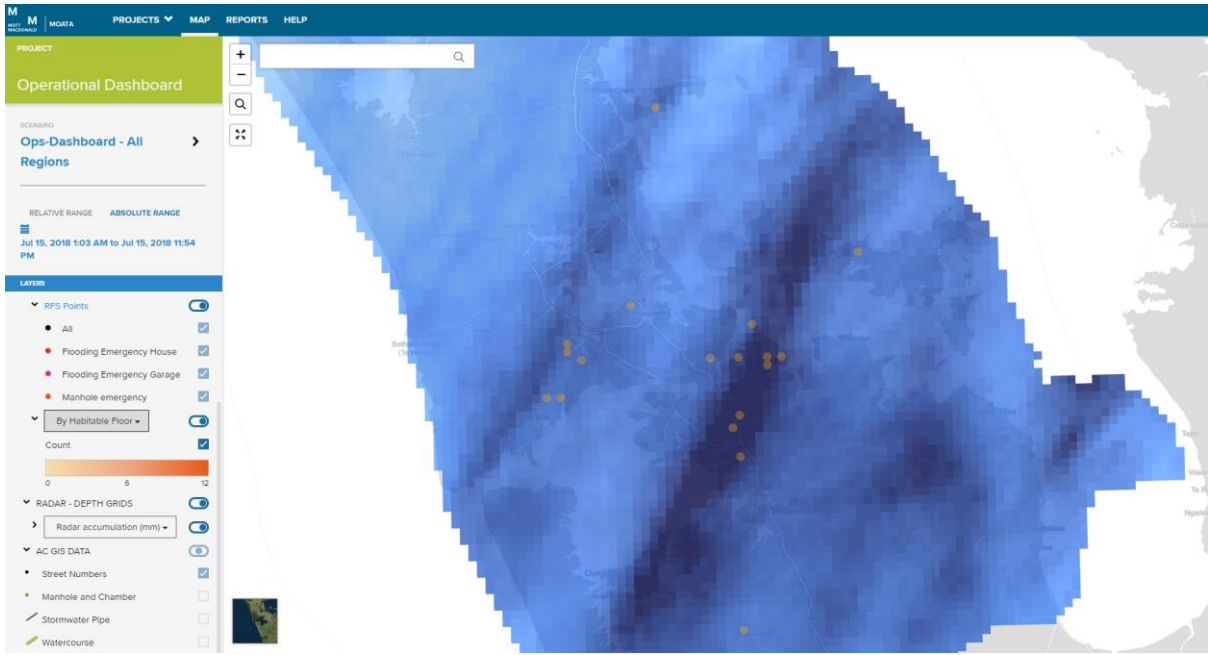 M
MOTT M
MACDONALD
MOATA
PROJECTS
MAP
REPORTS
HELP
PROJECT
Operational Dashboard
SCENARIO
Ops-Dashboard - All
Regions
RELATIVE RANGE
ABSOLUTE RANGE
Jul 15, 2018 1:03 AM to Jul 15, 2018 11:54
PM
LAYERS
RFS Points
All
Flooding Emergency House
Flooding Emergency Garage
Manhole emergency
By Habitable Floor
Count
0 6 12
RADAR - DEPTH GRIDS
Radar accumulation (mm)
AC GIS DATA
Street Numbers
Manhole and Chamber
Stormwater Pipe
Watercourse
+
−